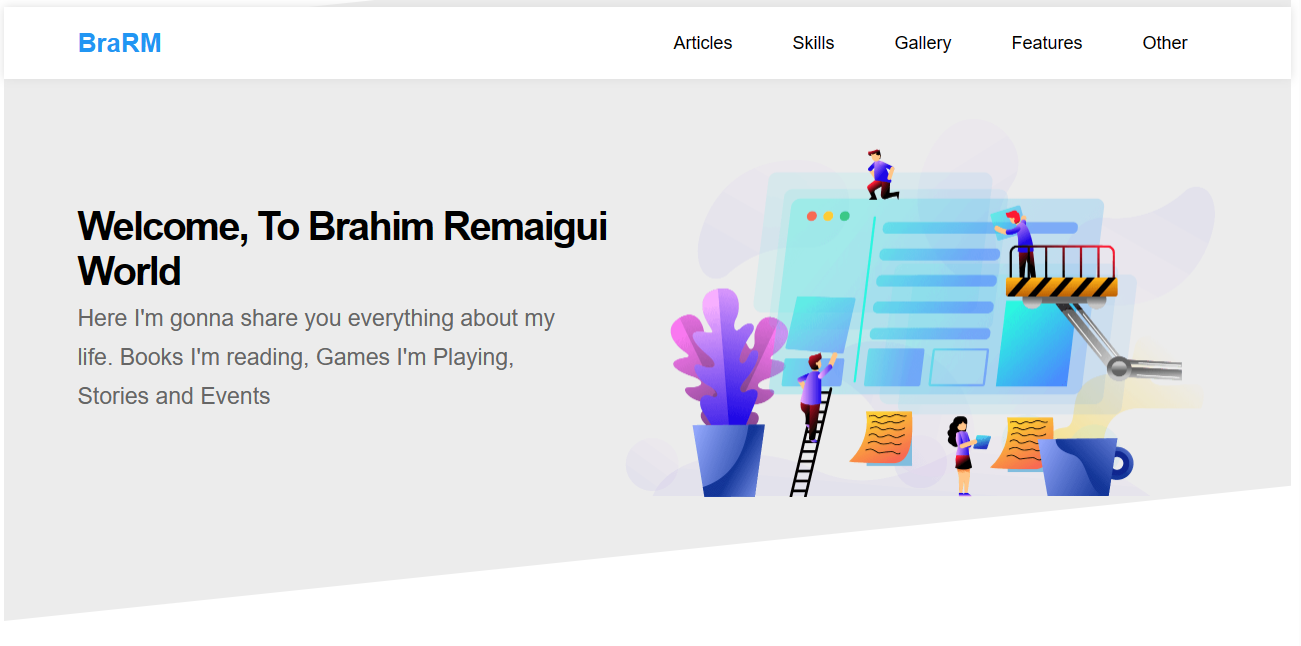 BraRM
Articles
Skills
Gallery
Features
Other
Welcome, To Brahim Remaigui
World
Here I'm gonna share you everything about my
life. Books I'm reading, Games I'm Playing,
Stories and Events